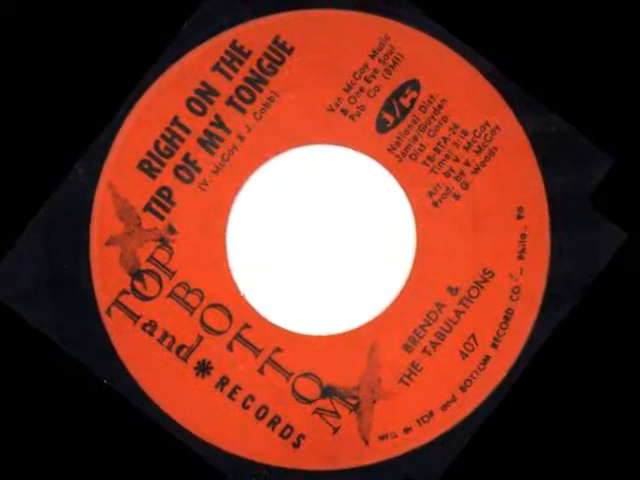 RIGHT ON THE
TIP OF MY TONGUE
(V. McCoy & J. Cobb)
Van McCoy Music
& One Eye Soul
Pub. Co. (BMI)
3/15
National Dist.
Jamie/Guyden
Dist. Corp.
TB-BTA-26
Time: 3:18
Arr. by V. McCoy
Prod. by V. McCoy
& G. Woods
TOP
and
BOTTOM
RECORDS
BRENDA &
THE TABULATIONS
407
MFG. BY TOP and BOTTOM RECORD CO. - Phila., Pa